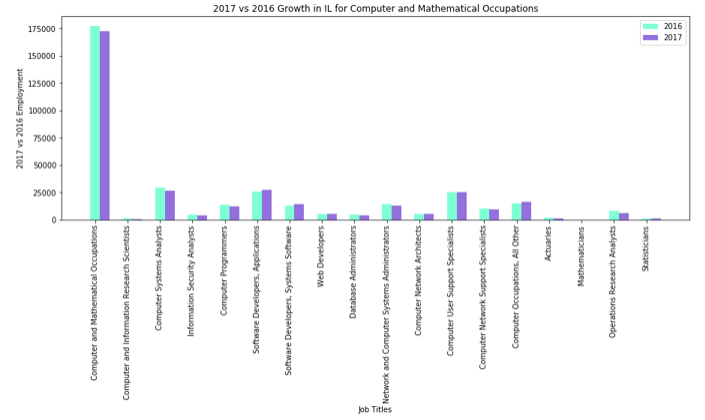 2017 vs 2016 Growth in IL for Computer and Mathematical Occupations
2016
2017
2017 vs 2016 Employment
175000
150000
125000
100000
75000
50000
25000
0
Computer and Mathematical Occupations
Computer and Information Research Scientists
Computer Systems Analysts
Information Security Analysts
Computer Programmers
Software Developers, Applications
Software Developers, Systems Software
Web Developers
Database Administrators
Network and Computer Systems Administrators
Computer Network Architects
Computer User Support Specialists
Computer Network Support Specialists
Computer Occupations, All Other
Actuaries
Mathematicians
Operations Research Analysts
Statisticians
Job Titles